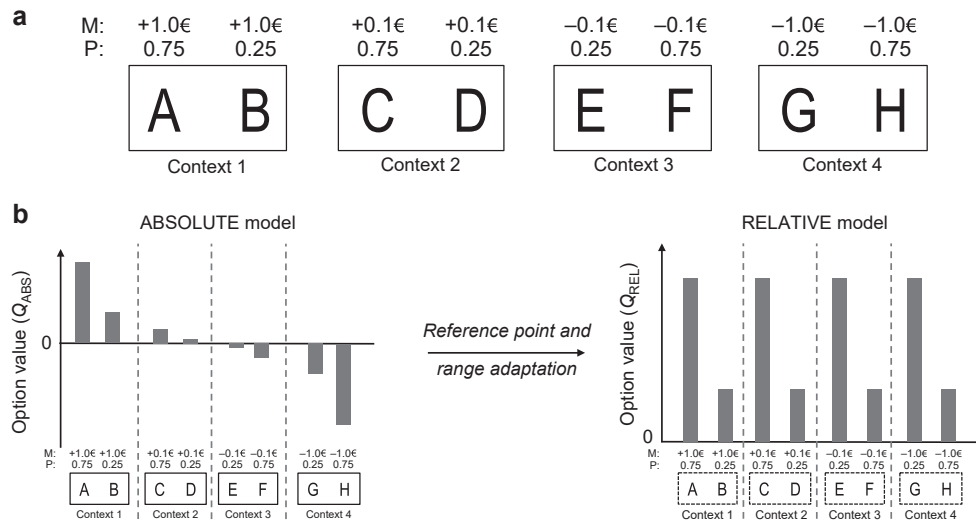 a
M: +1.0€ +1.0€ +0.1€ +0.1€ –0.1€ –0.1€ –1.0€ –1.0€
P: 0.75 0.25 0.75 0.25 0.25 0.75 0.25 0.75
A B C D E F G H
Context 1 Context 2 Context 3 Context 4
b
ABSOLUTE model
Option value (QABS)
0
M: +1.0€ +1.0€ +0.1€ +0.1€ –0.1€ –0.1€ –1.0€ –1.0€
P: 0.75 0.25 0.75 0.25 0.25 0.75 0.25 0.75
A B C D E F G H
Context 1 Context 2 Context 3 Context 4
Reference point and
range adaptation
RELATIVE model
Option value (QREL)
0
M: +1.0€ +1.0€ +0.1€ +0.1€ –0.1€ –0.1€ –1.0€ –1.0€
P: 0.75 0.25 0.75 0.25 0.25 0.75 0.25 0.75
A B C D E F G H
Context 1 Context 2 Context 3 Context 4